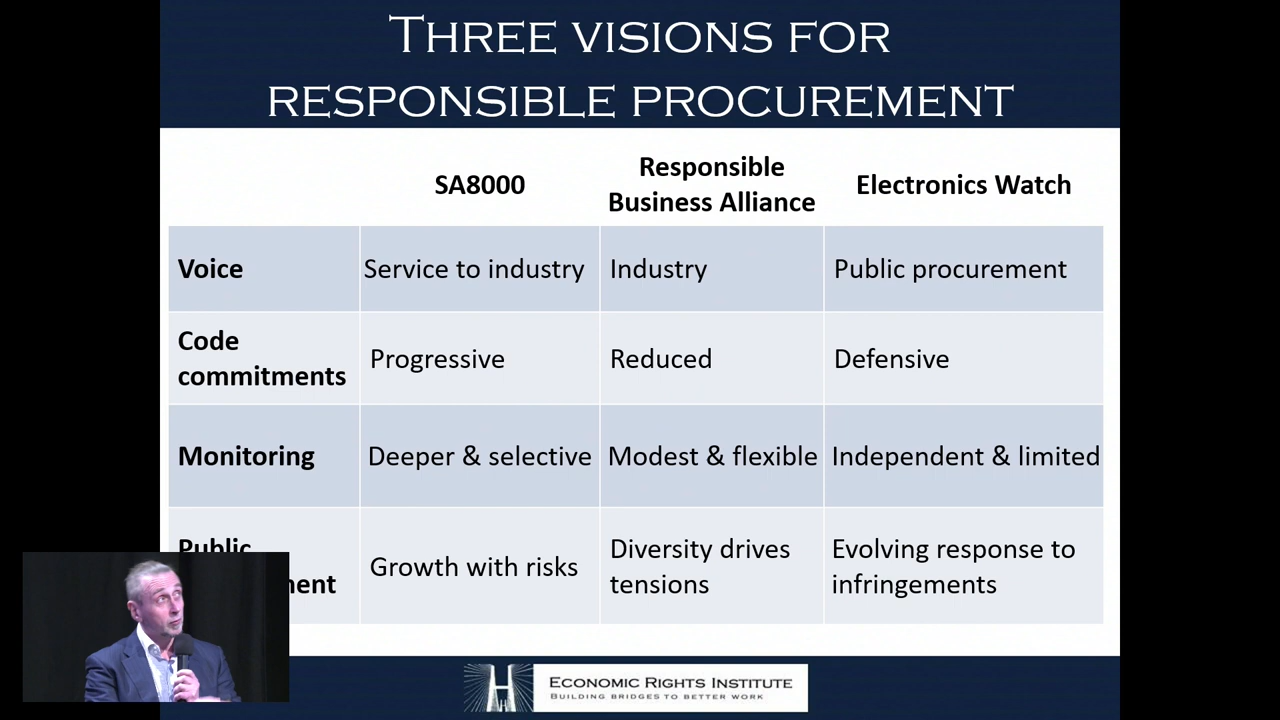 THREE VISIONS FOR
RESPONSIBLE PROCUREMENT
SA8000
Responsible
Business Alliance
Electronics Watch
Voice
Service to industry
Industry
Public procurement
Code
commitments
Progressive
Reduced
Defensive
Monitoring
Deeper & selective
Modest & flexible
Independent & limited
Public
Growth with risks
Diversity drives
tensions
Evolving response to
infringements
ECONOMIC RIGHTS INSTITUTE
BUILDING BRIDGES TO BETTER WORK